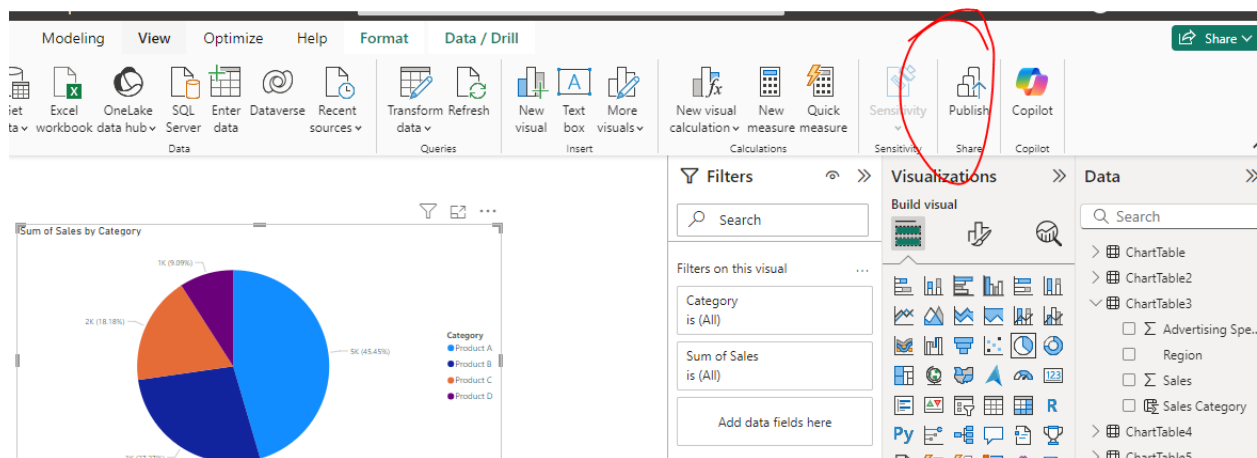 Modeling View Optimize Help Format Data / Drill Share
Excel workbook
OneLake data hub
SQL Server
Enter data
Dataverse
Recent sources
Transform data
Refresh
New visual
Text box
More visuals
New visual calculation
New measure
Quick measure
Sensitivity
Publish
Copilot
Data Queries Insert Calculations Sensitivity Share Copilot
Filters
Search
Filters on this visual
Category
is (All)
Sum of Sales
is (All)
Add data fields here
Visualizations
Build visual
123
R
Py
Data
Search
ChartTable
ChartTable2
ChartTable3
Σ Advertising Spe...
Region
Σ Sales
Sales Category
ChartTable4
ChartTable5
Sum of Sales by Category
1K (9.09%)
2K (18.18%)
5K (45.45%)
Category
Product A
Product B
Product C
Product D